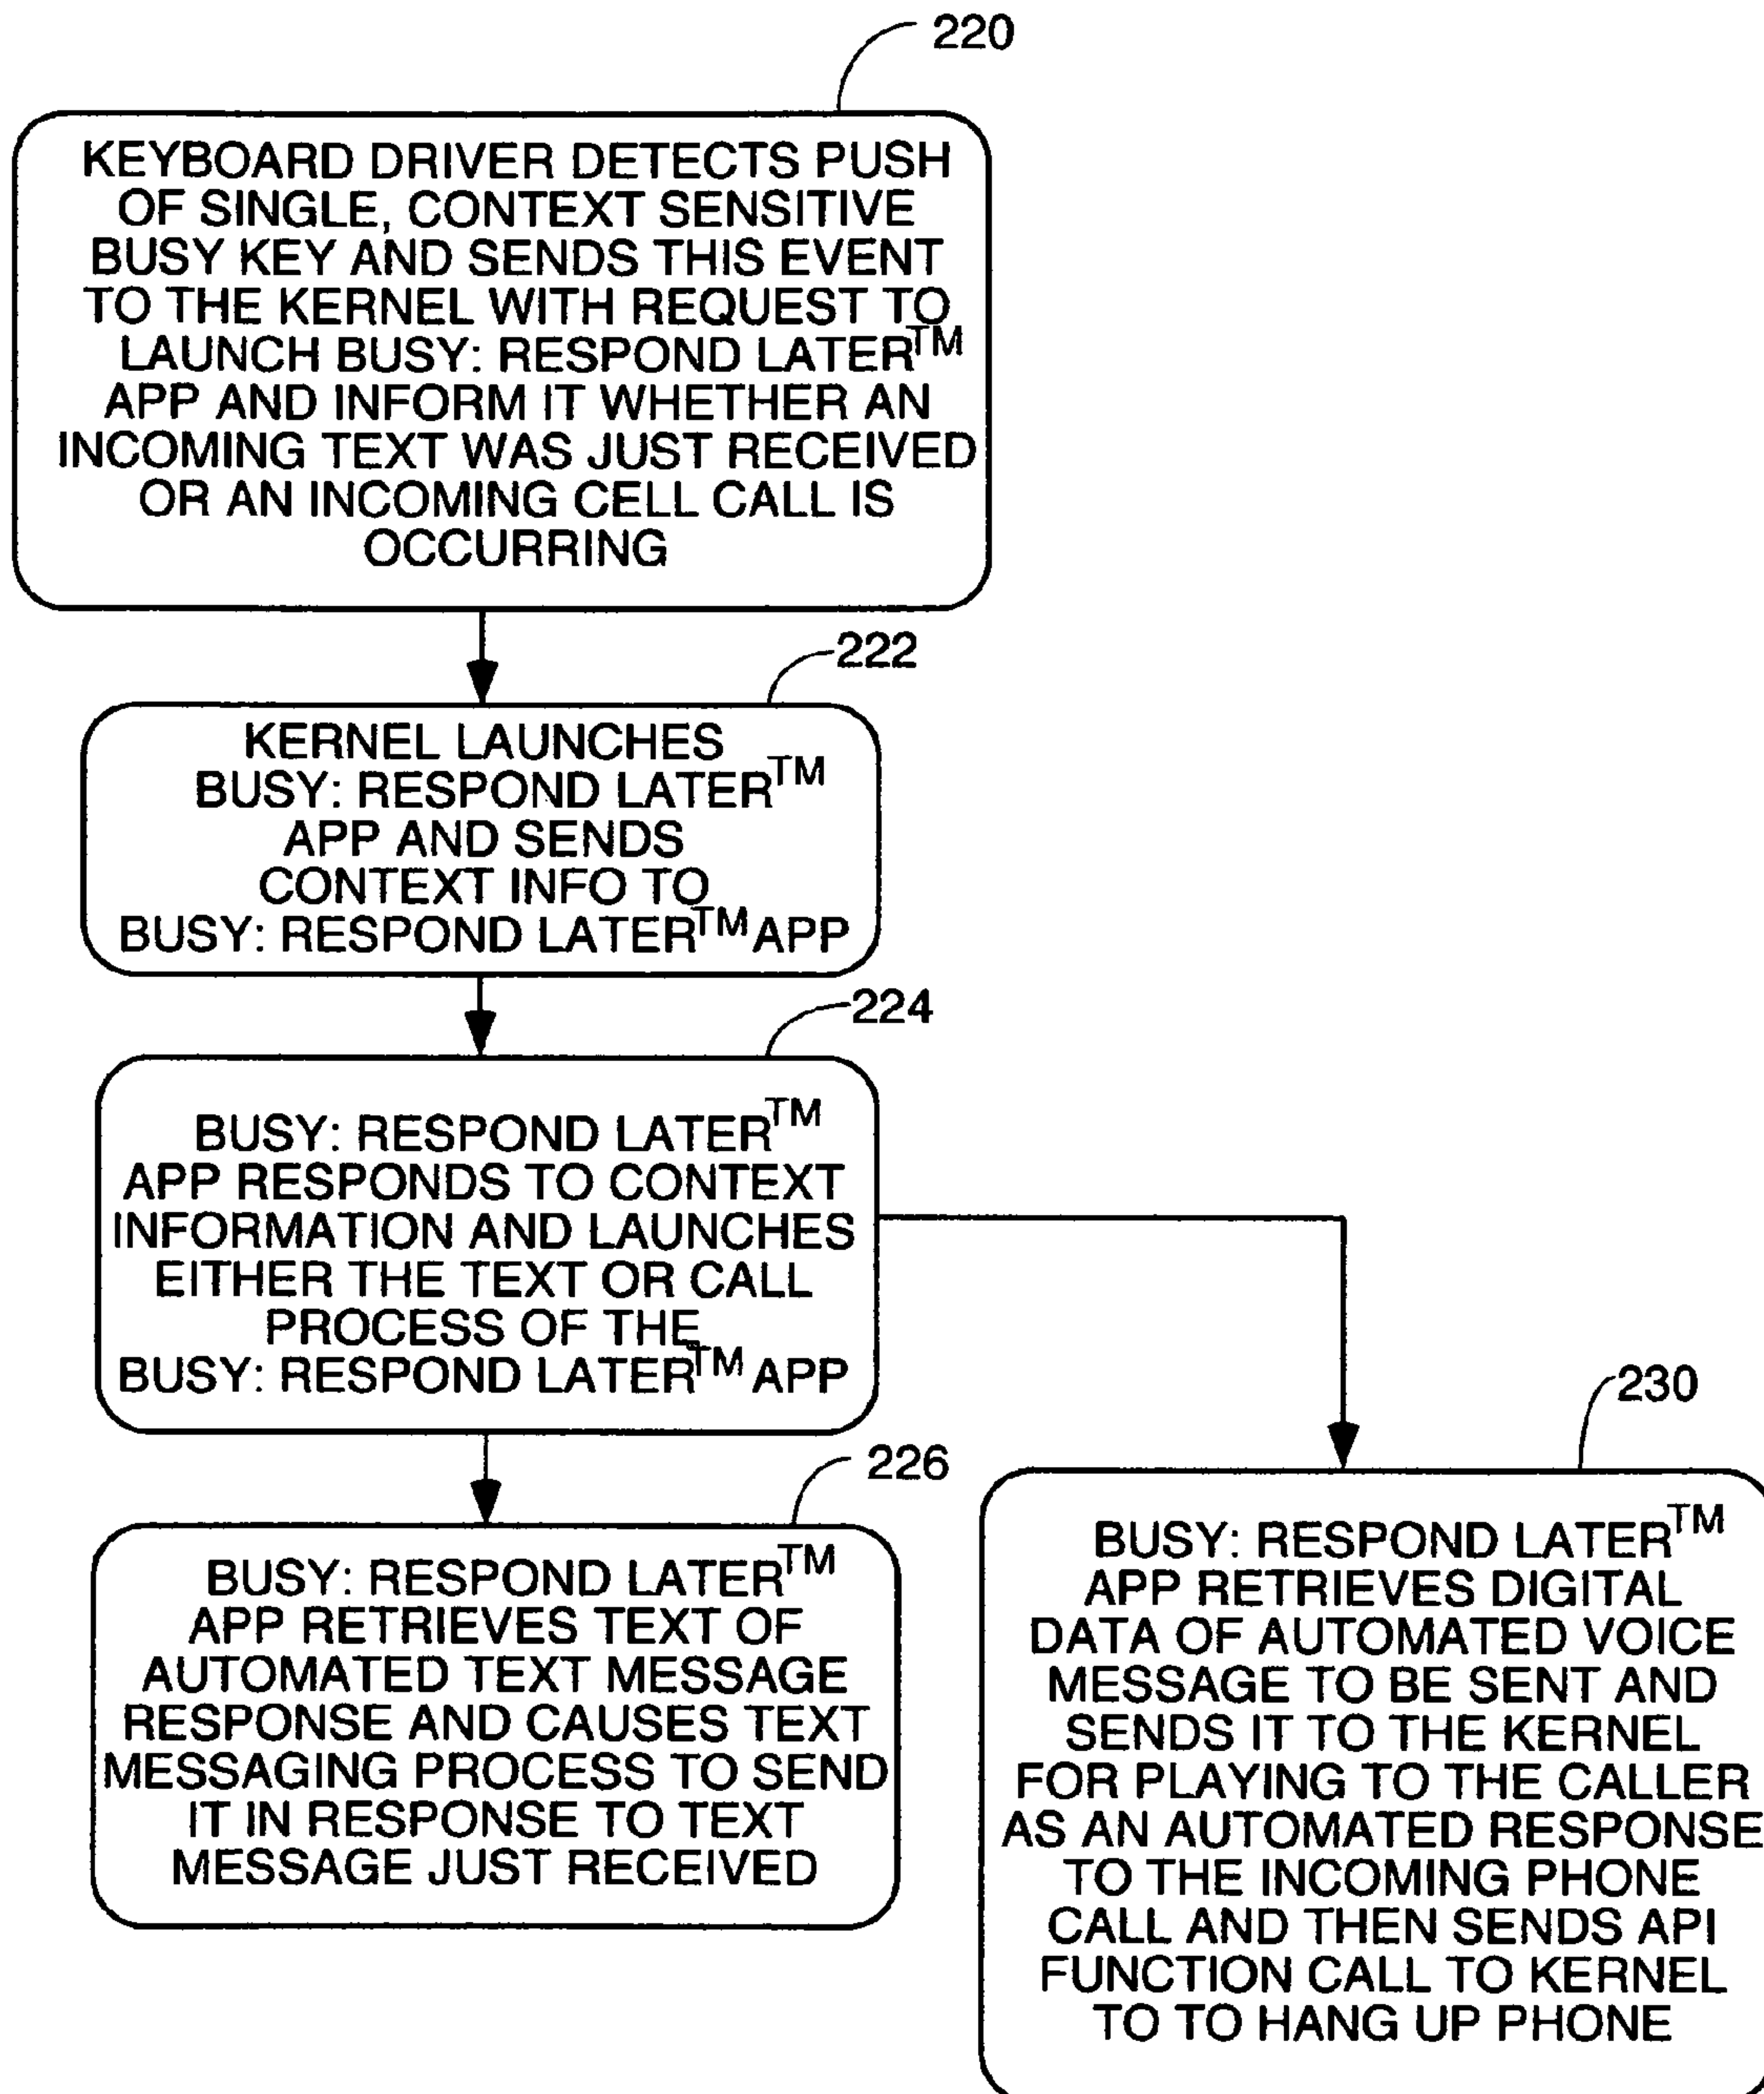 220
KEYBOARD DRIVER DETECTS PUSH
OF SINGLE, CONTEXT SENSITIVE
BUSY KEY AND SENDS THIS EVENT
TO THE KERNEL WITH REQUEST TO
LAUNCH BUSY: RESPOND LATER™
APP AND INFORM IT WHETHER AN
INCOMING TEXT WAS JUST RECEIVED
OR AN INCOMING CELL CALL IS
OCCURRING
222
KERNEL LAUNCHES
BUSY: RESPOND LATER™
APP AND SENDS
CONTEXT INFO TO
BUSY: RESPOND LATER™ APP
224
BUSY: RESPOND LATER™
APP RESPONDS TO CONTEXT
INFORMATION AND LAUNCHES
EITHER THE TEXT OR CALL
PROCESS OF THE
BUSY: RESPOND LATER™ APP
226
BUSY: RESPOND LATER™
APP RETRIEVES TEXT OF
AUTOMATED TEXT MESSAGE
RESPONSE AND CAUSES TEXT
MESSAGING PROCESS TO SEND
IT IN RESPONSE TO TEXT
MESSAGE JUST RECEIVED
230
BUSY: RESPOND LATER™
APP RETRIEVES DIGITAL
DATA OF AUTOMATED VOICE
MESSAGE TO BE SENT AND
SENDS IT TO THE KERNEL
FOR PLAYING TO THE CALLER
AS AN AUTOMATED RESPONSE
TO THE INCOMING PHONE
CALL AND THEN SENDS API
FUNCTION CALL TO KERNEL
TO TO HANG UP PHONE